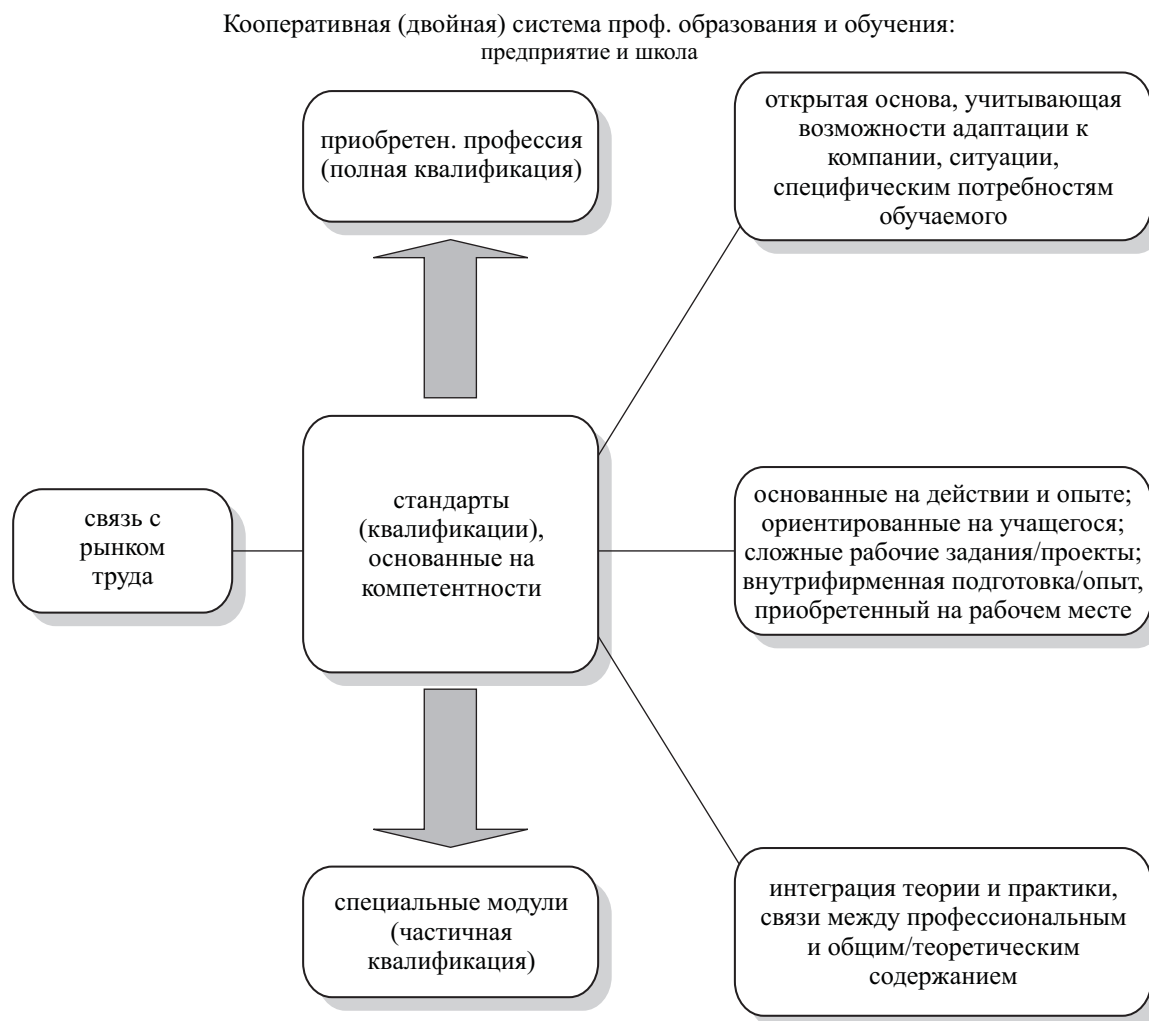 Кооперативная (двойная) система проф. образования и обучения:
предприятие и школа
приобретен. профессия
(полная квалификация)
открытая основа, учитывающая
возможности адаптации к
компании, ситуации,
специфическим потребностям
обучаемого
связь с
рынком
труда
стандарты
(квалификации),
основанные на
компетентности
основанные на действии и опыте;
ориентированные на учащегося;
сложные рабочие задания/проекты;
внутрифирменная подготовка/опыт,
приобретенный на рабочем месте
специальные модули
(частичная
квалификация)
интеграция теории и практики,
связи между профессиональным
и общим/теоретическим
содержанием